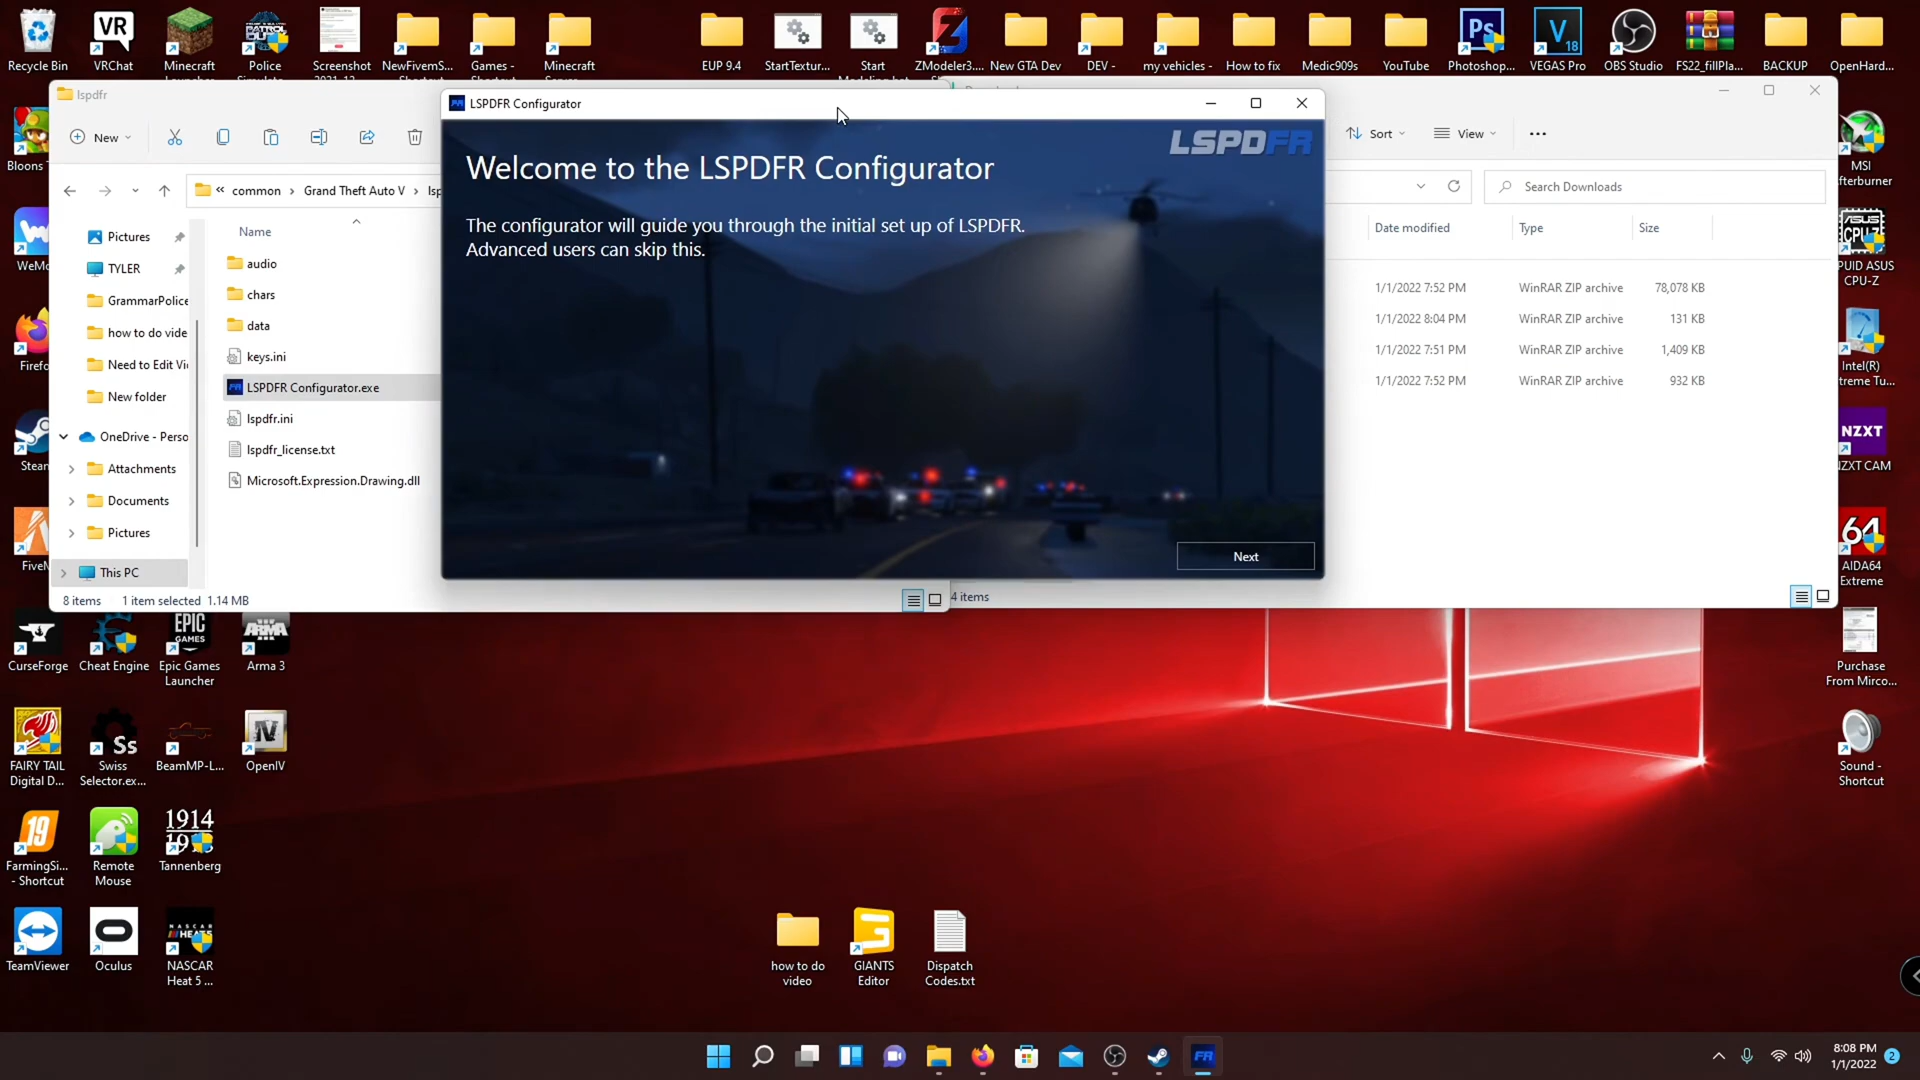 Recycle Bin
VRChat
Minecraft
Launcher
Police
Screenshot
NewFivemS...
Games -
Minecraft
EUP 9.4
StartTextur...
Start
ZModeler3....
New GTA Dev
DEV -
my vehicles -
How to fix
Medic909s
YouTube
Photoshop...
VEGAS Pro
OBS Studio
FS22_fillPla...
BACKUP
OpenHard...
lspdfr
New
« common > Grand Theft Auto V > lsp
Name
Pictures
TYLER
GrammarPolice
how to do vide
Need to Edit Vi
New folder
OneDrive - Perso
Attachments
Documents
Pictures
This PC
audio
chars
data
keys.ini
LSPDFR Configurator.exe
lspdfr.ini
lspdfr_license.txt
Microsoft.Expression.Drawing.dll
8 items 1 item selected 1.14 MB
LSPDFR Configurator
LSPDFR
Welcome to the LSPDFR Configurator
The configurator will guide you through the initial set up of LSPDFR.
Advanced users can skip this.
Next
Sort
View
Search Downloads
Date modified Type Size
1/1/2022 7:52 PM WinRAR ZIP archive 78,078 KB
1/1/2022 8:04 PM WinRAR ZIP archive 131 KB
1/1/2022 7:51 PM WinRAR ZIP archive 1,409 KB
1/1/2022 7:52 PM WinRAR ZIP archive 932 KB
4 items
Bloons T
WeMo
Firefo
Stean
FiveM
MSI
fterburner
PUID ASUS
CPU-Z
Intel(R)
treme Tu...
NZXT
NZXT CAM
64
AIDA64
Extreme
Purchase
From Mirco...
Sound -
Shortcut
CurseForge
Cheat Engine
Epic Games
Launcher
Arma 3
FAIRY TAIL
Digital D...
Swiss
Selector.ex...
BeamMP-L...
OpenIV
FarmingSi...
- Shortcut
Remote
Mouse
Tannenberg
TeamViewer
Oculus
NASCAR
Heat 5 ...
how to do
video
GIANTS
Editor
Dispatch
Codes.txt
8:08 PM
1/1/2022
2